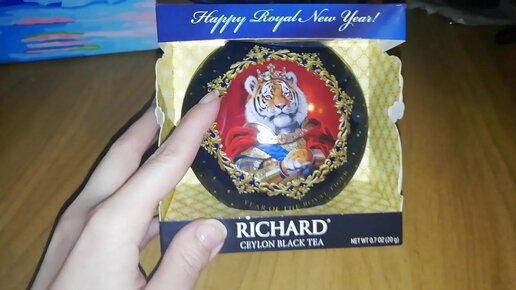 Happy Royal New Year!
YEAR OF THE ROYAL TIGER
RICHARD®
CEYLON BLACK TEA
NET WT 0.7 OZ (20 g)